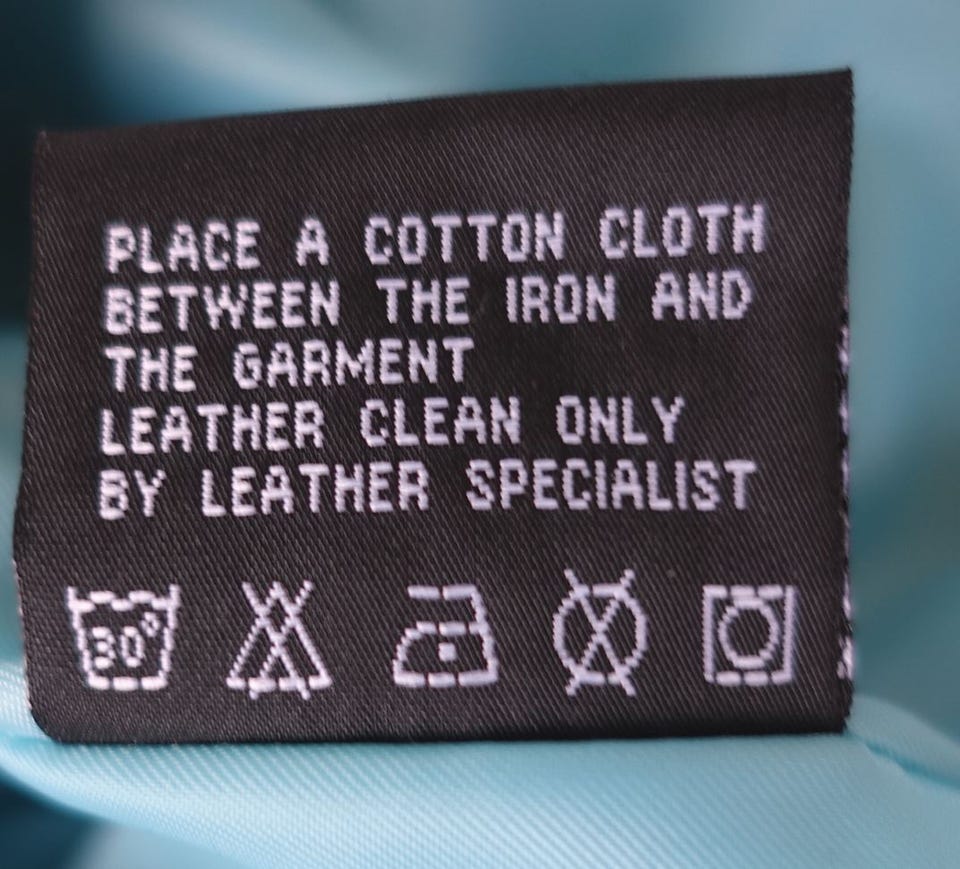 PLACE A COTTON CLOTH
BETWEEN THE IRON AND
THE GARMENT
LEATHER CLEAN ONLY
BY LEATHER SPECIALIST
30°